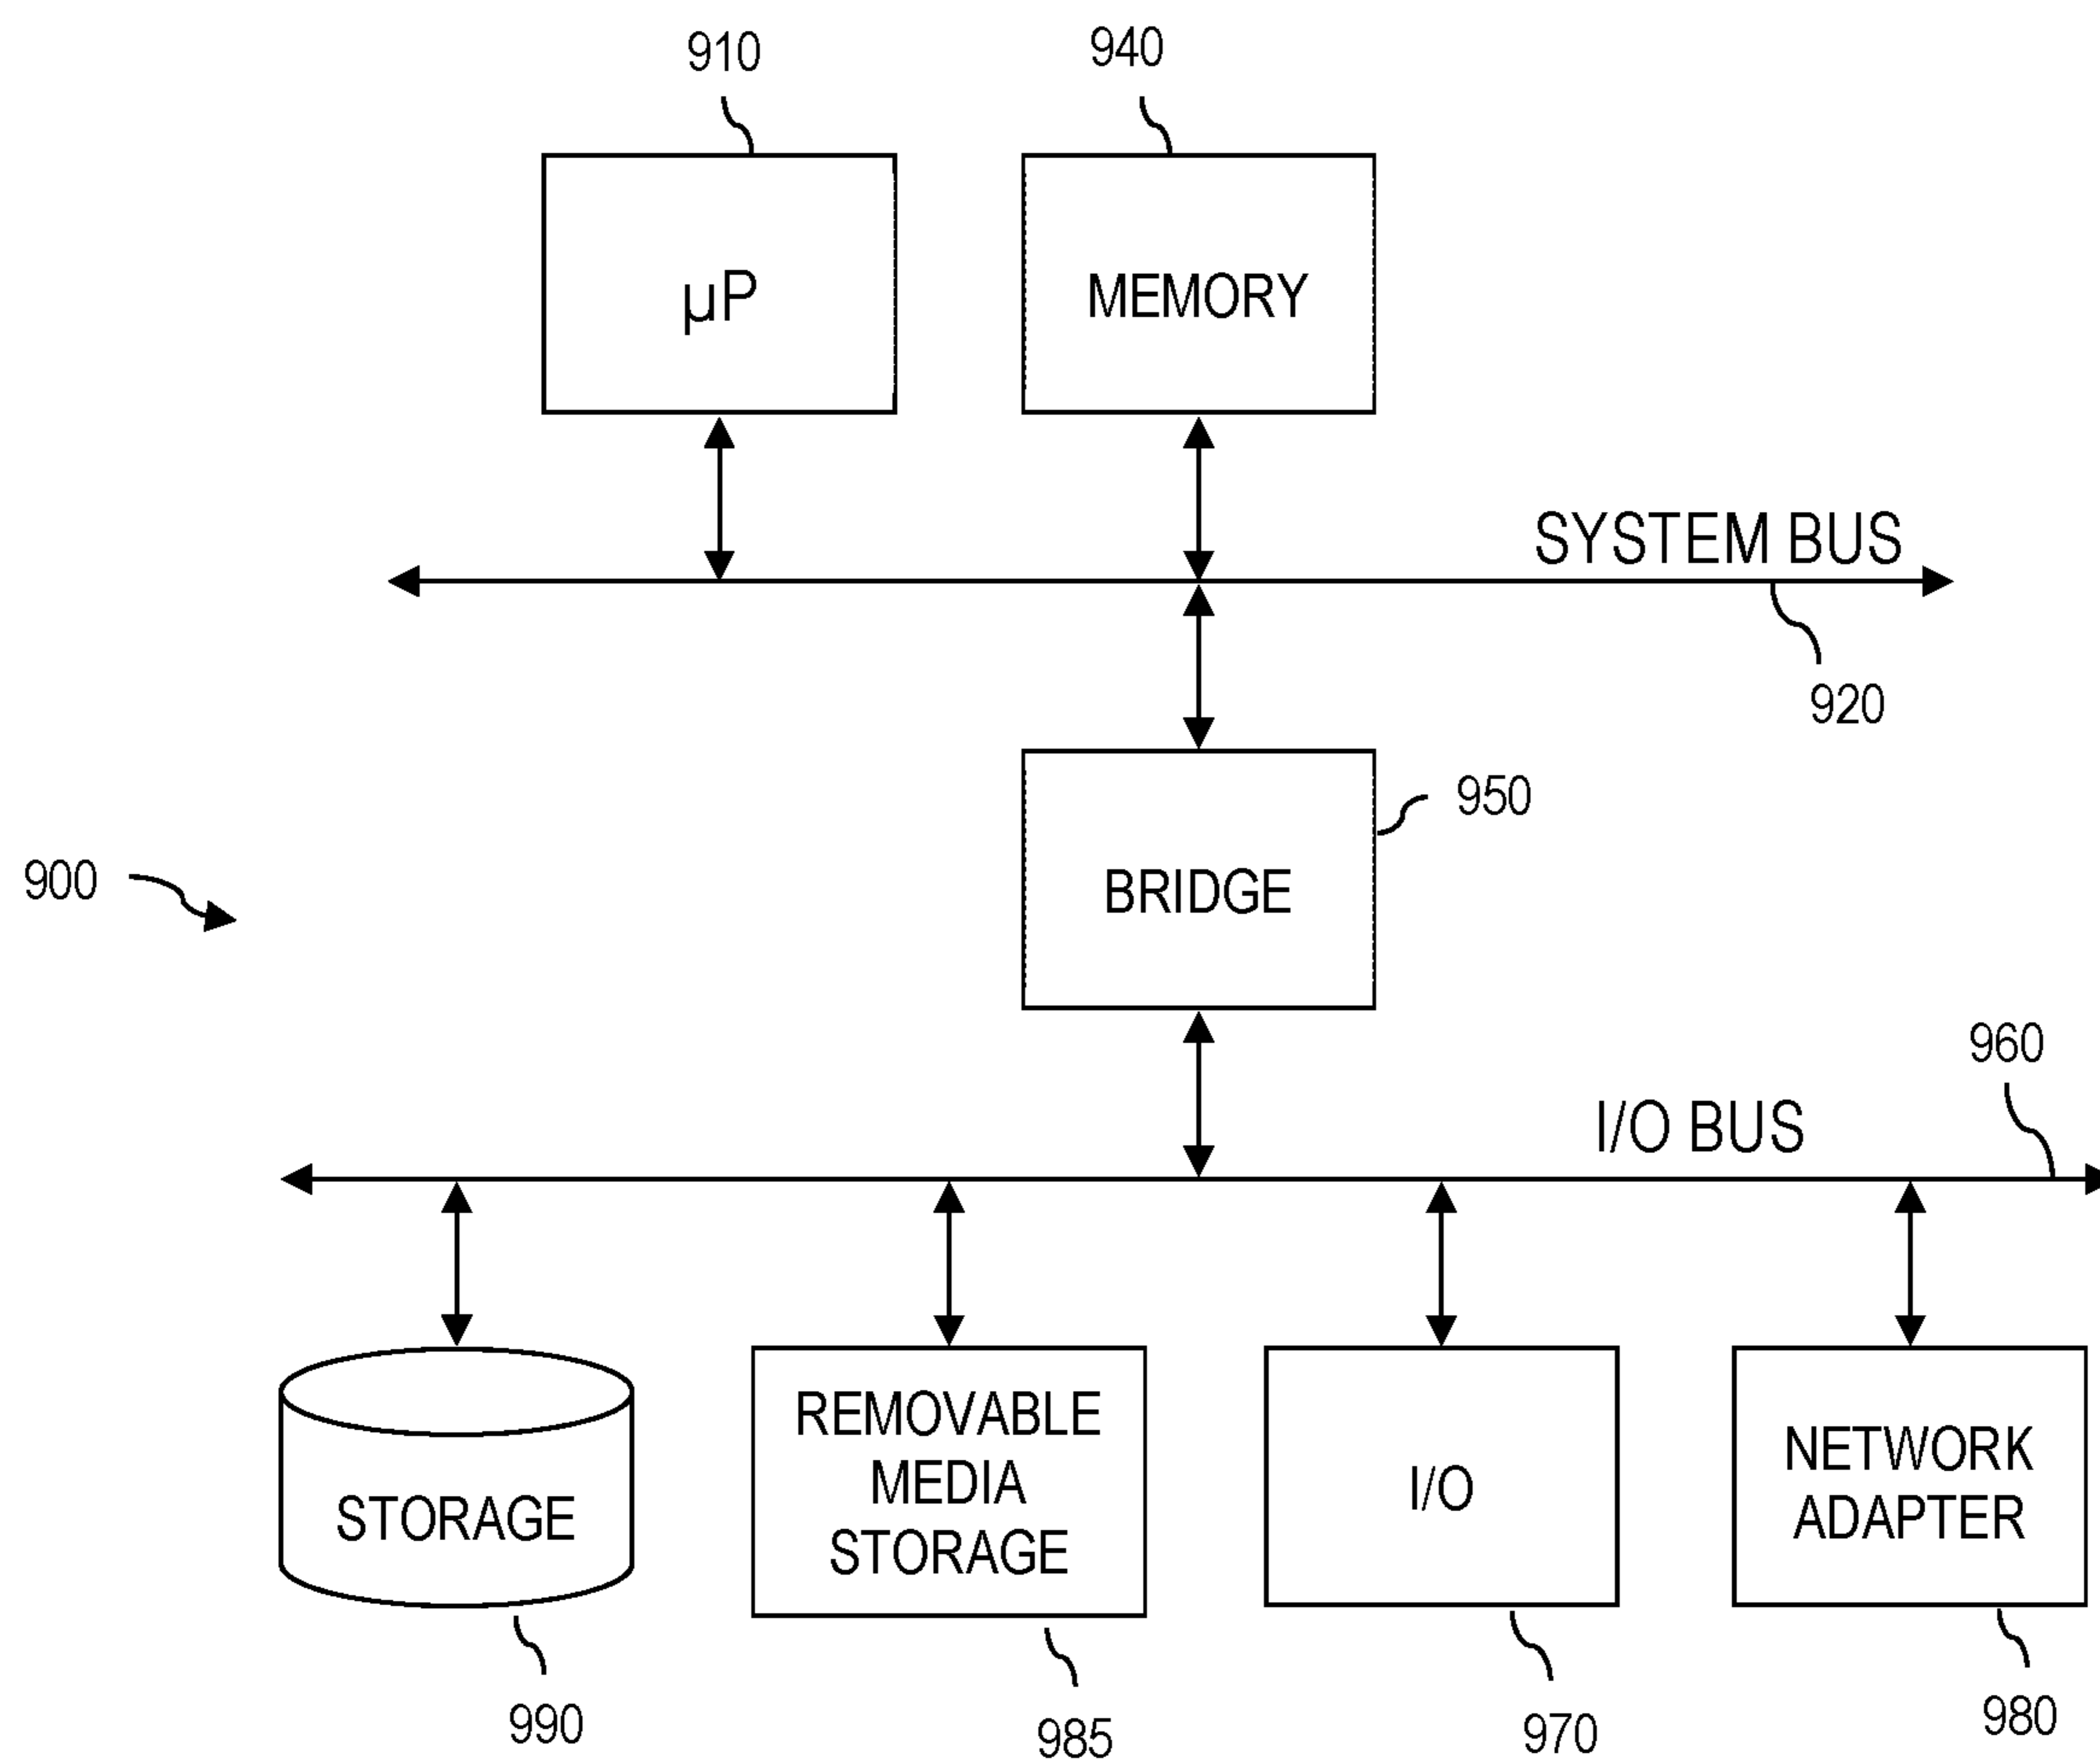 910
940
µP
MEMORY
SYSTEM BUS
920
950
BRIDGE
900
960
I/O BUS
STORAGE
REMOVABLE
MEDIA
STORAGE
I/O
NETWORK
ADAPTER
990
985
970
980